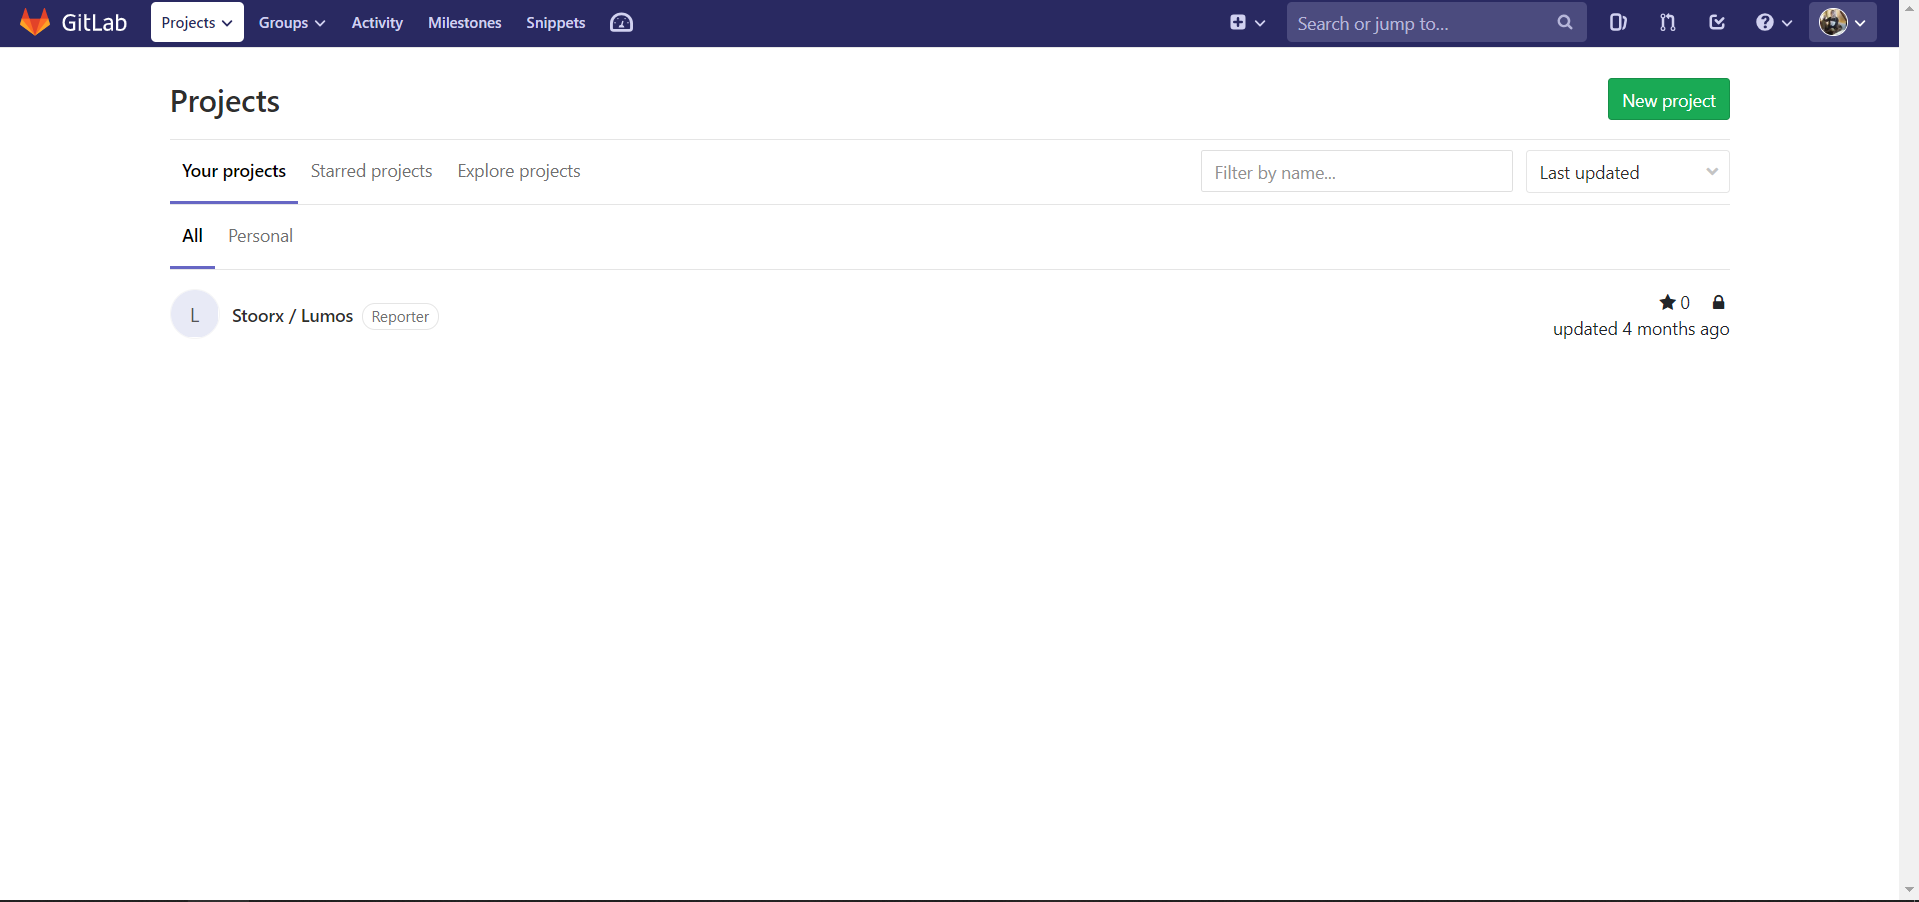 GitLab Projects Groups Activity Milestones Snippets Search or jump to...
Projects
New project
Your projects Starred projects Explore projects Filter by name... Last updated
All Personal
L Stoorx / Lumos Reporter 0
updated 4 months ago